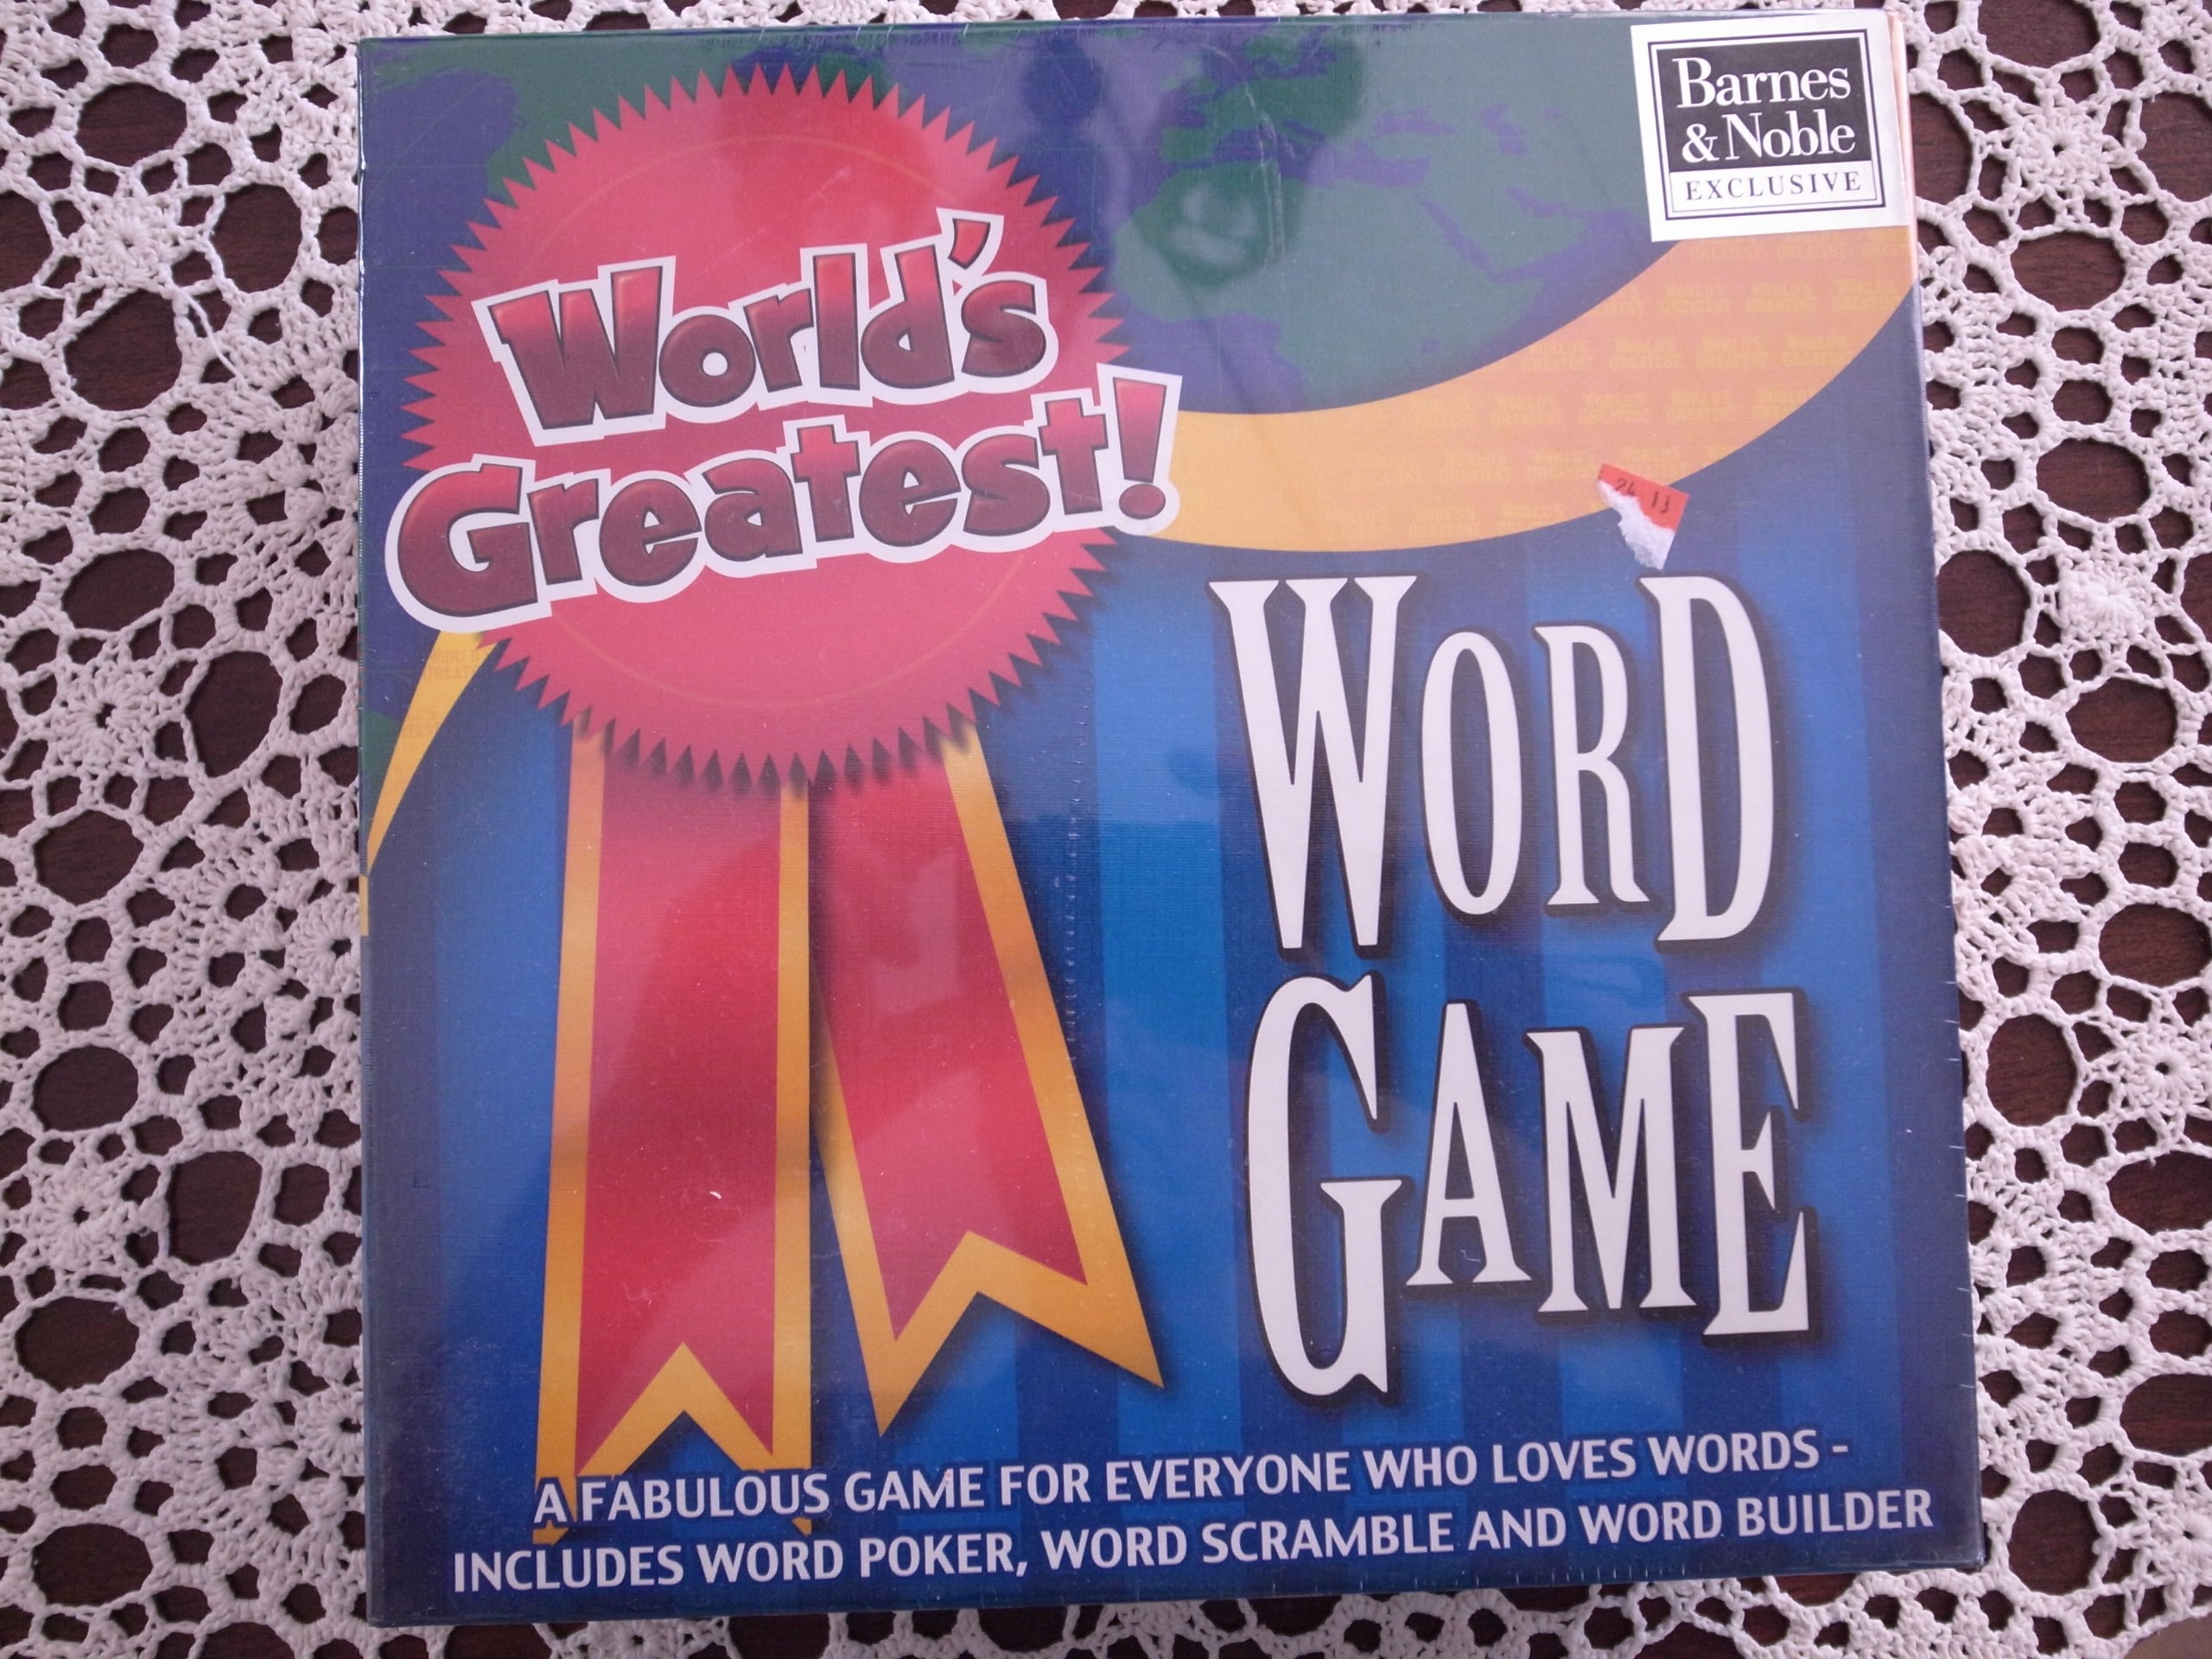 Barnes
& Noble
EXCLUSIVE
World's
Greatest!
WORD
GAME
A FABULOUS GAME FOR EVERYONE WHO LOVES WORDS -
INCLUDES WORD POKER, WORD SCRAMBLE AND WORD BUILDER